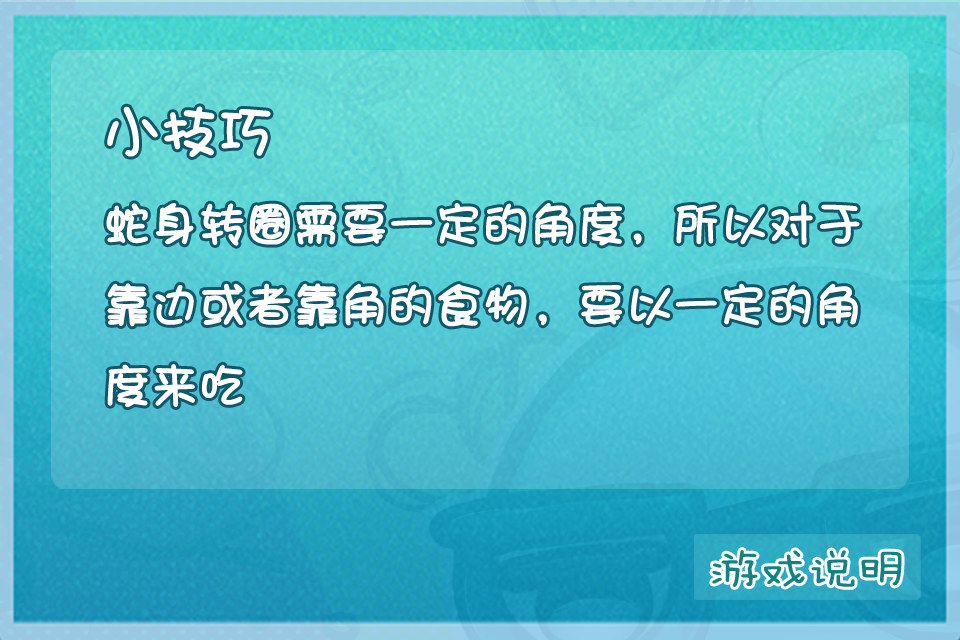 小技巧
蛇身转圈需要一定的角度，所以对于
靠边或者靠角的食物，要以一定的角
度来吃
游戏说明